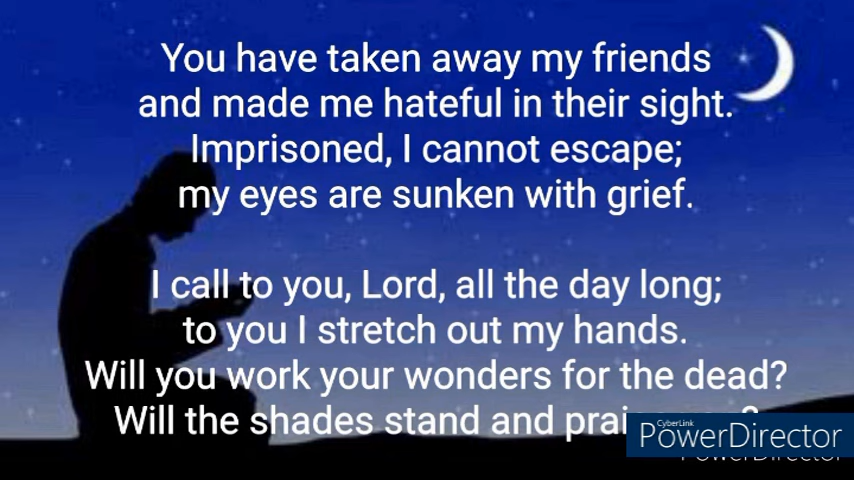 You have taken away my friends
and made me hateful in their sight.
Imprisoned, I cannot escape;
my eyes are sunken with grief.
I call to you, Lord, all the day long;
to you I stretch out my hands.
Will you work your wonders for the dead?
Will the shades stand and
CyberLink
PowerDirector
PowerDirector